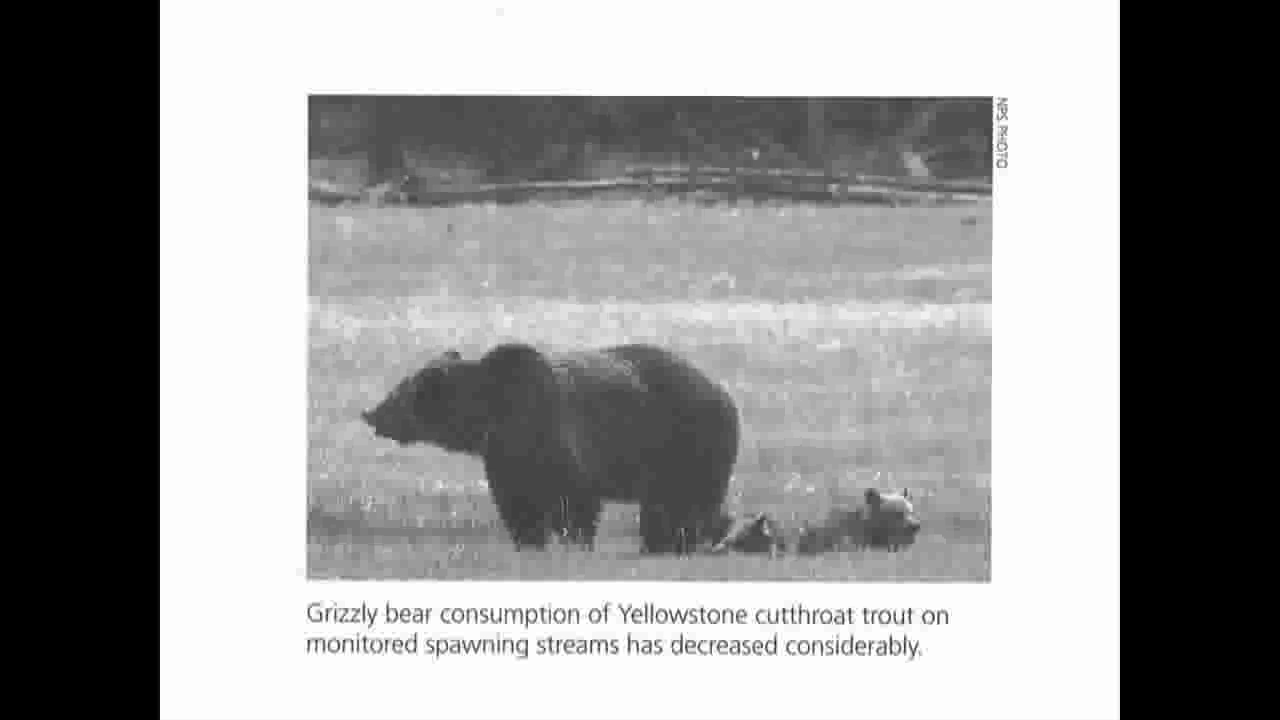 NPS PHOTO
Grizzly bear consumption of Yellowstone cutthroat trout on
monitored spawning streams has decreased considerably.